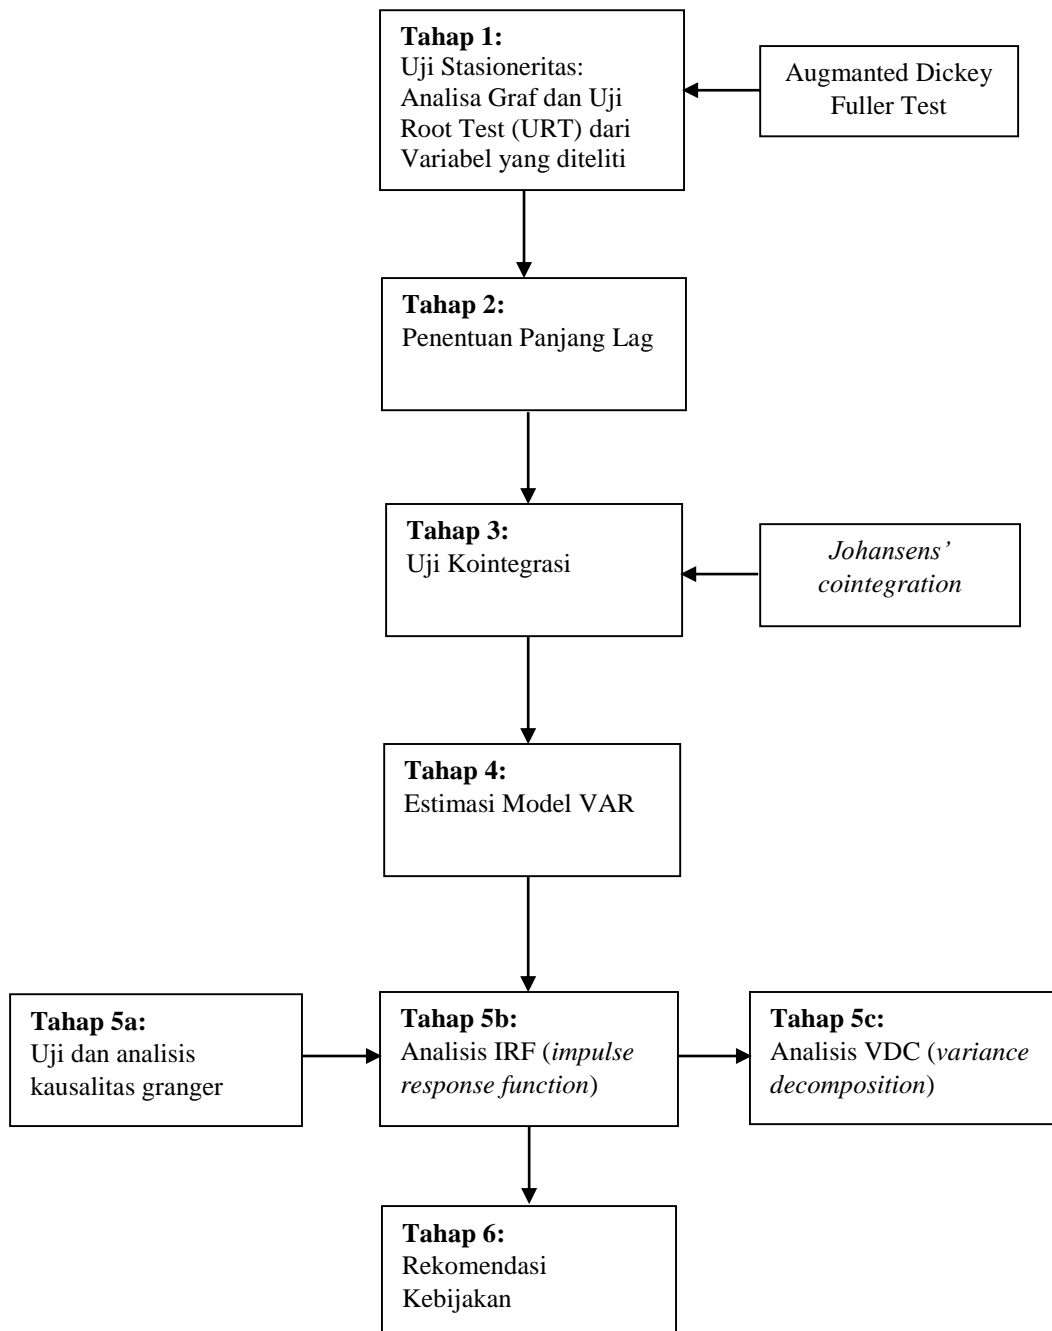 Tahap 1:
Uji Stasioneritas:
Analisa Graf dan Uji
Root Test (URT) dari
Variabel yang diteliti
Augmanted Dickey
Fuller Test
Tahap 2:
Penentuan Panjang Lag
Tahap 3:
Uji Kointegrasi
Johansens’
cointegration
Tahap 4:
Estimasi Model VAR
Tahap 5a:
Uji dan analisis
kausalitas granger
Tahap 5b:
Analisis IRF (impulse
response function)
Tahap 5c:
Analisis VDC (variance
decomposition)
Tahap 6:
Rekomendasi
Kebijakan